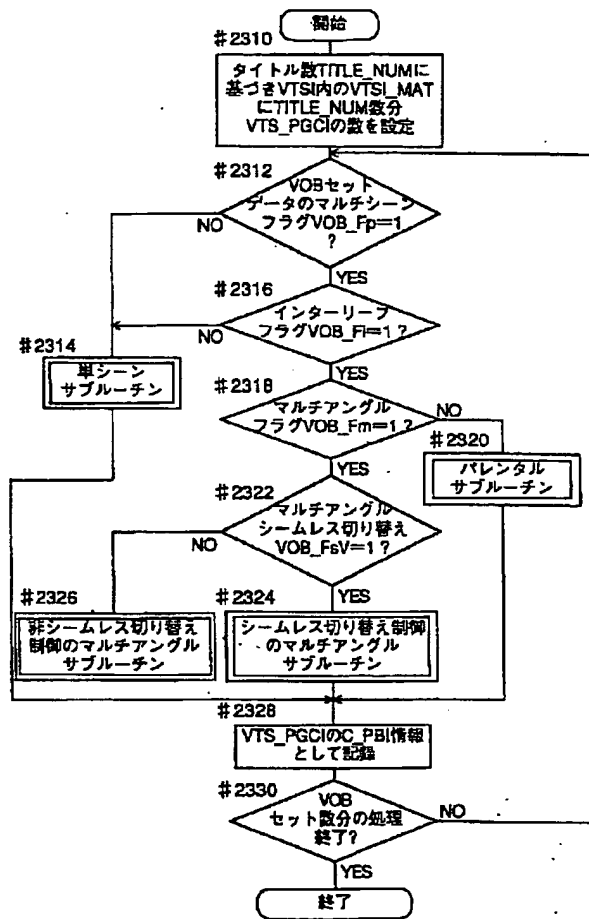 開始
#2310
タイトル数TITLE_NUMに
基づきVTSI内のVTSI_MAT
にTITLE_NUM数分
VTS_PGCIの数を設定
#2312
VOBセット
データのマルチシーン
フラグVOB_Fp=1
?
NO
YES
#2316
インターリーブ
フラグVOB_Fi=1?
NO
YES
#2314
単シーン
サブルーチン
#2318
マルチアングル
フラグVOB_Fm=1?
NO
YES
#2320
パレンタル
サブルーチン
#2322
マルチアングル
シームレス切り替え
VOB_FsV=1?
NO
YES
#2326
非シームレス切り替え
制御のマルチアングル
サブルーチン
#2324
シームレス切り替え制御
のマルチアングル
サブルーチン
#2328
VTS_PGCIのC_PBI情報
として記録
#2330
VOB
セット数分の処理
終了?
NO
YES
終了